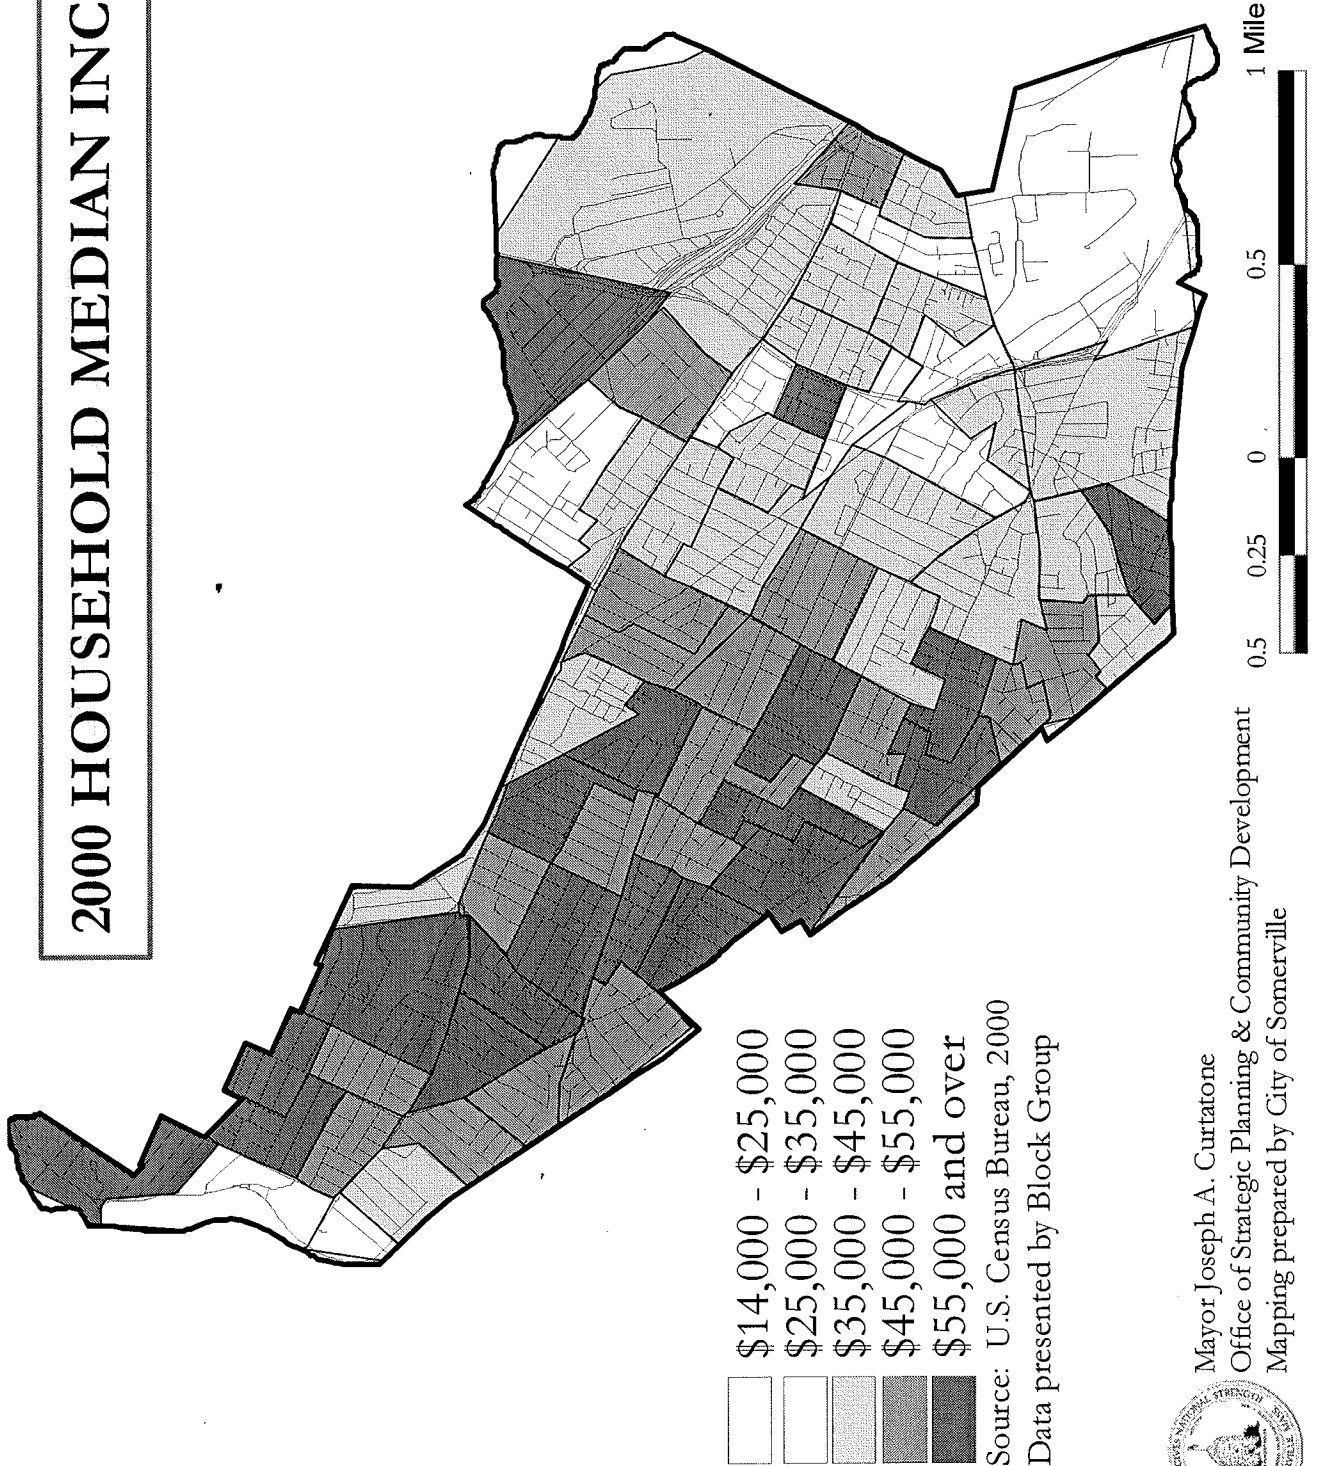 2000 HOUSEHOLD MEDIAN INC
$14,000 - $25,000
$25,000 - $35,000
$35,000 - $45,000
$45,000 - $55,000
$55,000 and over
Source: U.S. Census Bureau, 2000
Data presented by Block Group
Mayor Joseph A. Curtatone
Office of Strategic Planning & Community Development
Mapping prepared by City of Somerville
0.5 0.25 0 0.5 1 Mile
NATIONAL STRENGTH